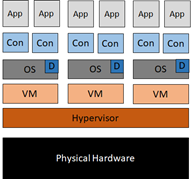 App App App App App App
Con Con Con Con Con Con
OS D OS D OS D
VM VM VM
Hypervisor
Physical Hardware